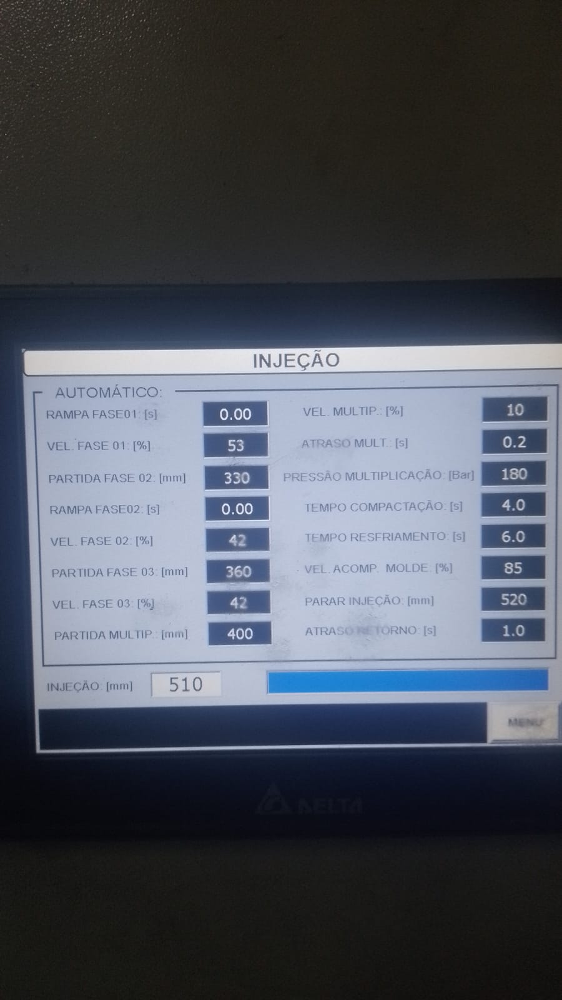 INJEÇÃO
AUTOMÁTICO:
RAMPA FASE01: [s] 0.00
VEL. FASE 01: [%] 53
PARTIDA FASE 02: [mm] 330
RAMPA FASE02: [s] 0.00
VEL. FASE 02: [%] 42
PARTIDA FASE 03: [mm] 360
VEL. FASE 03: [%] 42
PARTIDA MULTIP.: [mm] 400
VEL. MULTIP.: [%] 10
ATRASO MULT.: [s] 0.2
PRESSÃO MULTIPLICAÇÃO: [Bar] 180
TEMPO COMPACTAÇÃO: [s] 4.0
TEMPO RESFRIAMENTO: [s] 6.0
VEL. ACOMP. MOLDE: [%] 85
PARAR INJEÇÃO: [mm] 520
ATRASO RETORNO: [s] 1.0
INJEÇÃO: [mm] 510
MENU
DELTA